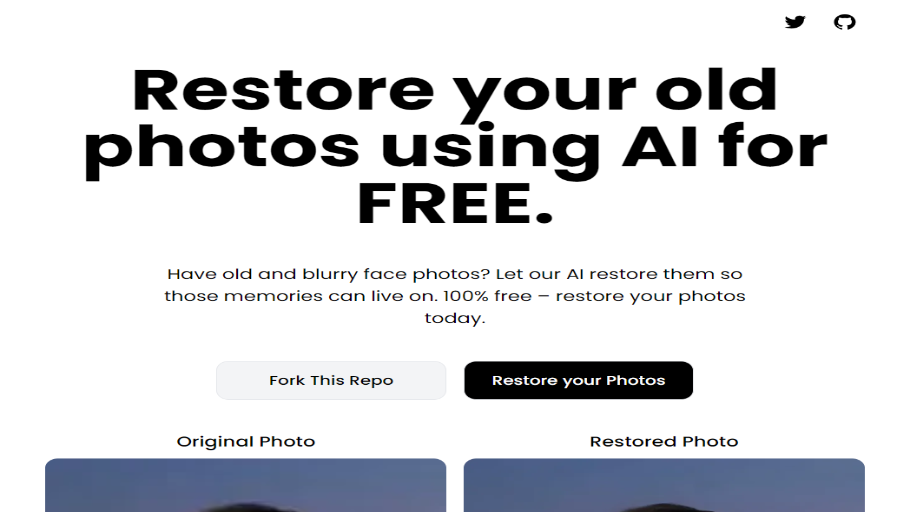 Restore your old
photos using AI for
FREE.
Have old and blurry face photos? Let our AI restore them so
those memories can live on. 100% free – restore your photos
today.
Fork This Repo
Restore your Photos
Original Photo
Restored Photo